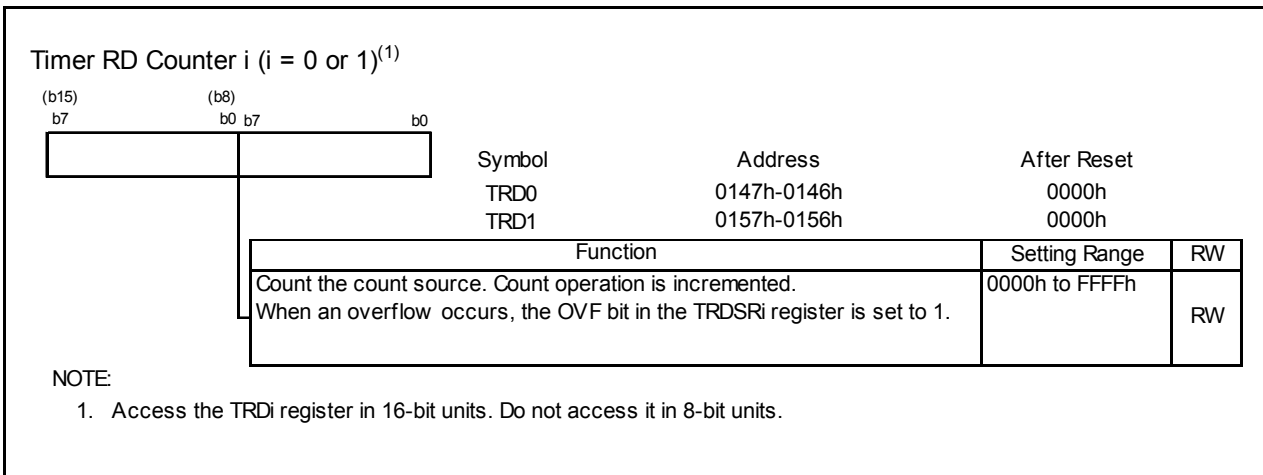 Timer RD Counter i (i = 0 or 1)(1)
(b15) (b8)
b7 b0 b7 b0
Symbol Address After Reset
TRD0 0147h-0146h 0000h
TRD1 0157h-0156h 0000h
Function Setting Range RW
Count the count source. Count operation is incremented. 0000h to FFFFh
When an overflow occurs, the OVF bit in the TRDSRi register is set to 1. RW
NOTE:
1. Access the TRDi register in 16-bit units. Do not access it in 8-bit units.